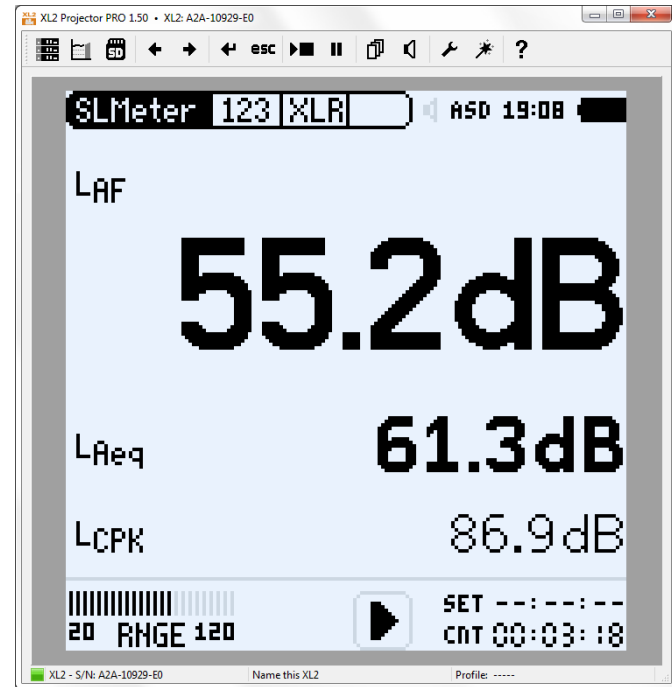 XL2 Projector PRO 1.50 • XL2: A2A-10929-E0
SD esc ?
SLMeter 123 XLR ASD 19:08
LAF
55.2dB
LAeq
61.3dB
LCPK
86.9dB
SET --:--:--
20 RNGE 120 CNT 00:03:18
XL2 - S/N: A2A-10929-E0 Name this XL2 Profile: -----